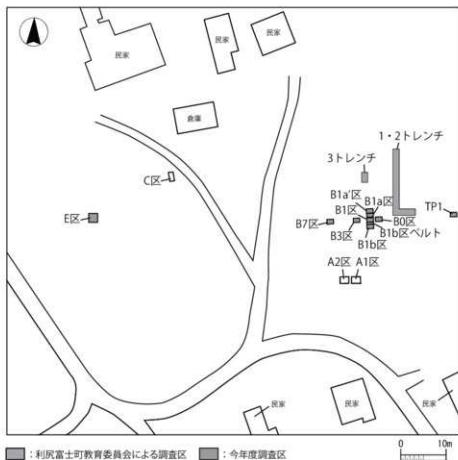 民家
民家
民家
倉庫
1・2トレンチ
3トレンチ
C区
B1a'区
B1a区
TP1
E区
B1区
B0区
B7区
B3区
B1b区ベルト
B1b区
A2区
A1区
民家
民家
民家
:利尻富士町教育委員会による調査区
:今年度調査区
0
10m